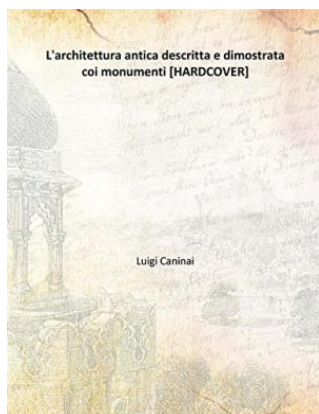 L'architettura antica descritta e dimostrata
coi monumenti [HARDCOVER]
Luigi Caninai